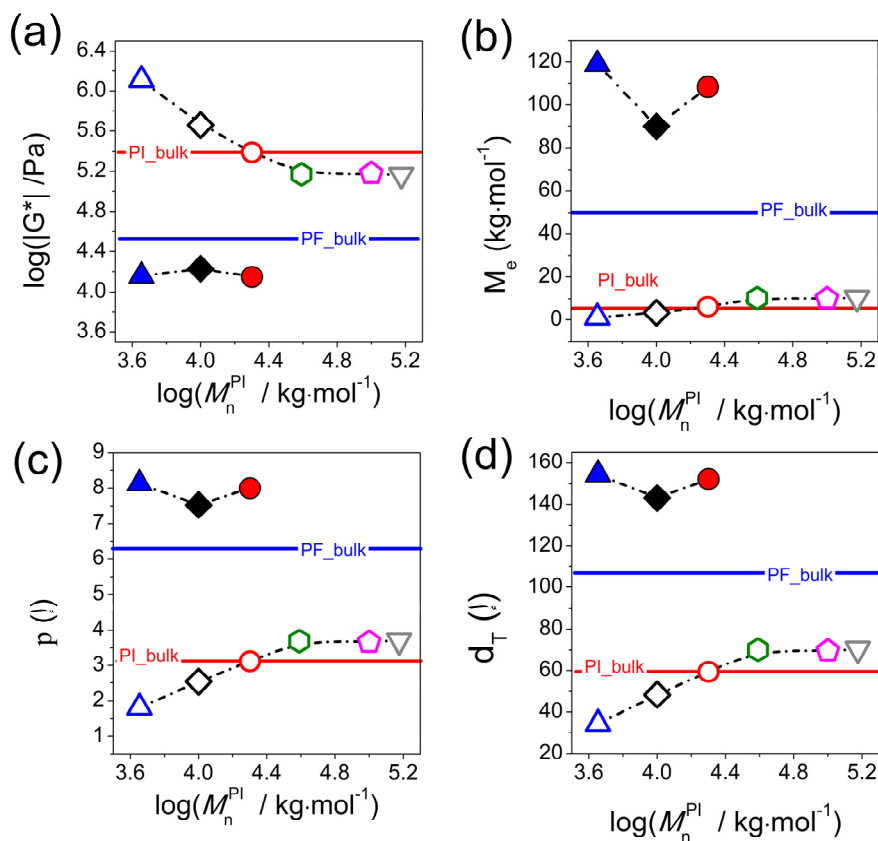 (a)
6.4
6.0
5.6
5.2
4.8
4.4
4.0
3.6
log(|G*| /Pa)
PI_bulk
PF_bulk
3.6 4.0 4.4 4.8 5.2
log(M_n^PI / kg·mol⁻¹)
(b)
120
100
80
60
40
20
0
M_e (kg·mol⁻¹)
PF_bulk
PI_bulk
3.6 4.0 4.4 4.8 5.2
log(M_n^PI / kg·mol⁻¹)
(c)
9
8
7
6
5
4
3
2
1
p (
PF_bulk
PI_bulk
3.6 4.0 4.4 4.8 5.2
log(M_n^PI / kg·mol⁻¹)
(d)
160
140
120
100
80
60
40
20
d_T (
PF_bulk
PI_bulk
3.6 4.0 4.4 4.8 5.2
log(M_n^PI / kg·mol⁻¹)